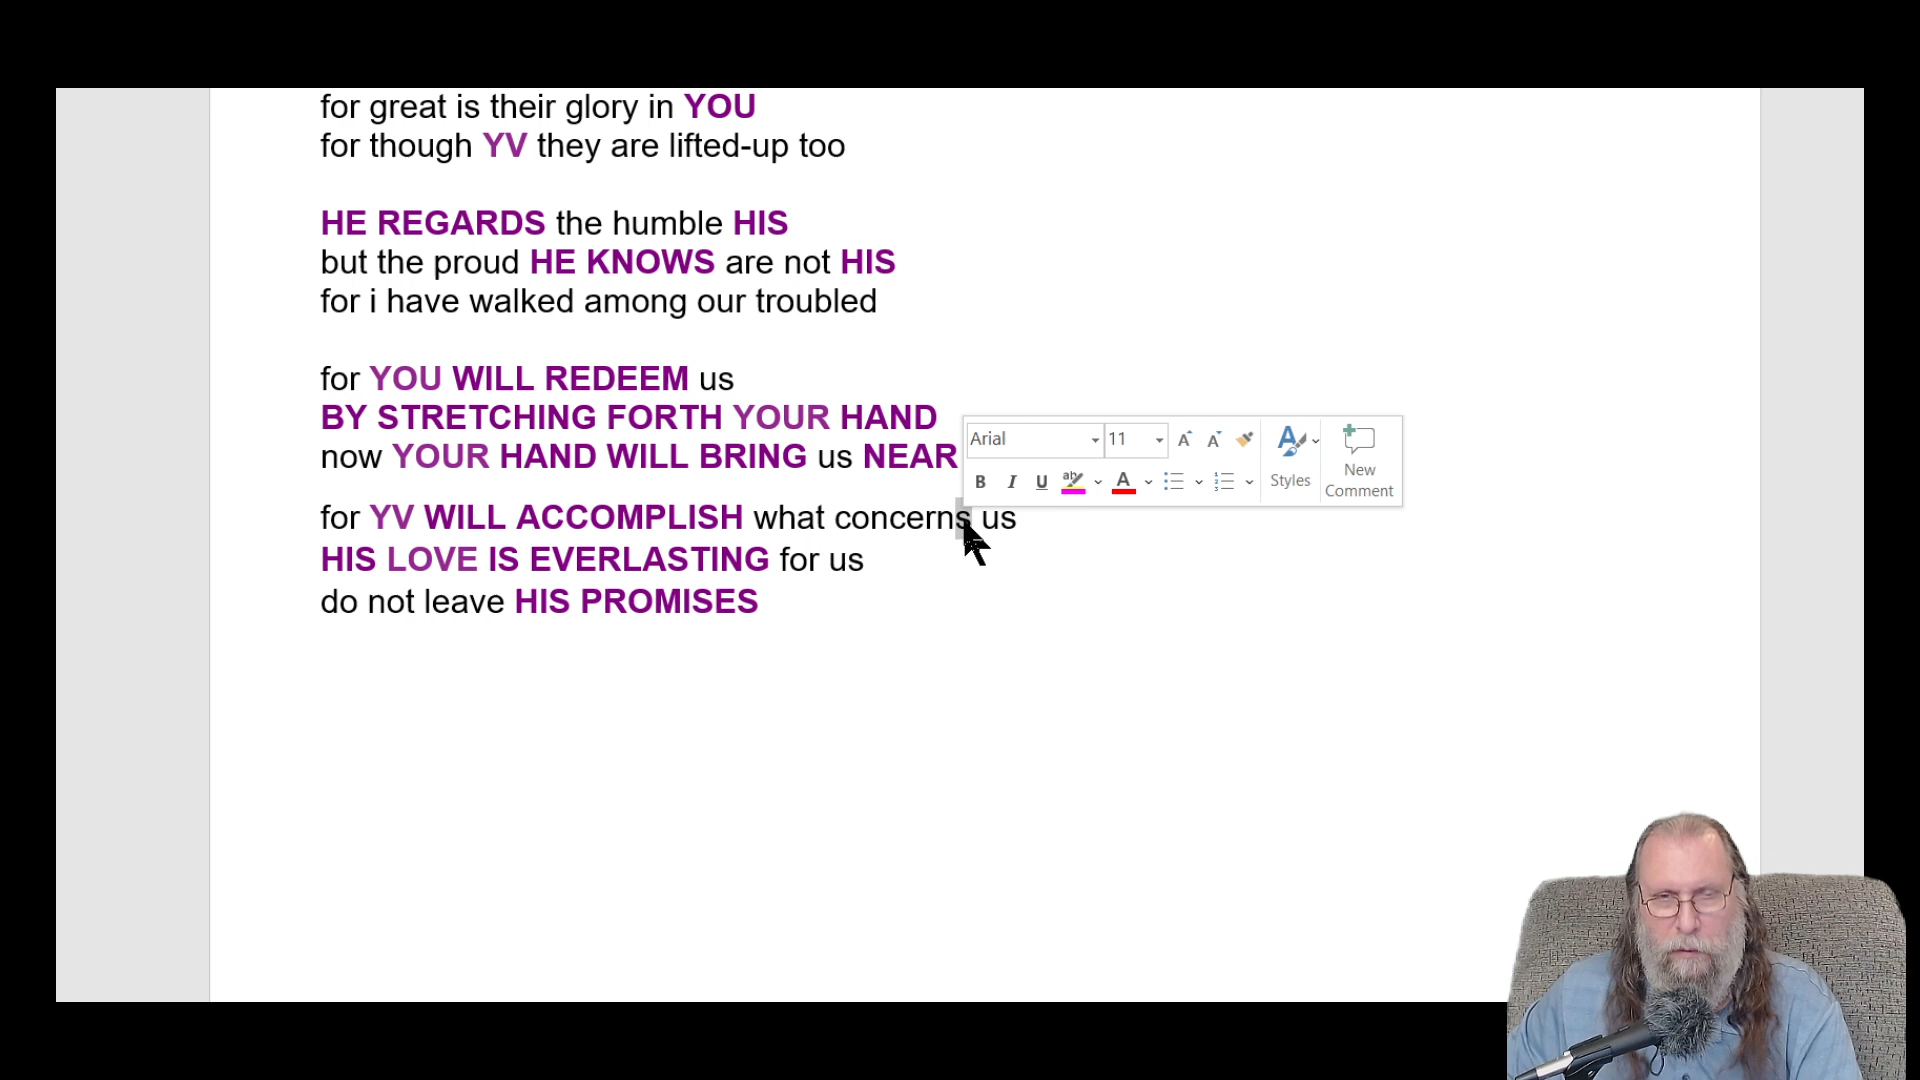 for great is their glory in YOU
for though YV they are lifted-up too
HE REGARDS the humble HIS
but the proud HE KNOWS are not HIS
for i have walked among our troubled
for YOU WILL REDEEM us
BY STRETCHING FORTH YOUR HAND
now YOUR HAND WILL BRING us NEAR
for YV WILL ACCOMPLISH what concerns us
HIS LOVE IS EVERLASTING for us
do not leave HIS PROMISES
Arial 11 A A
B I U ab A Styles New Comment